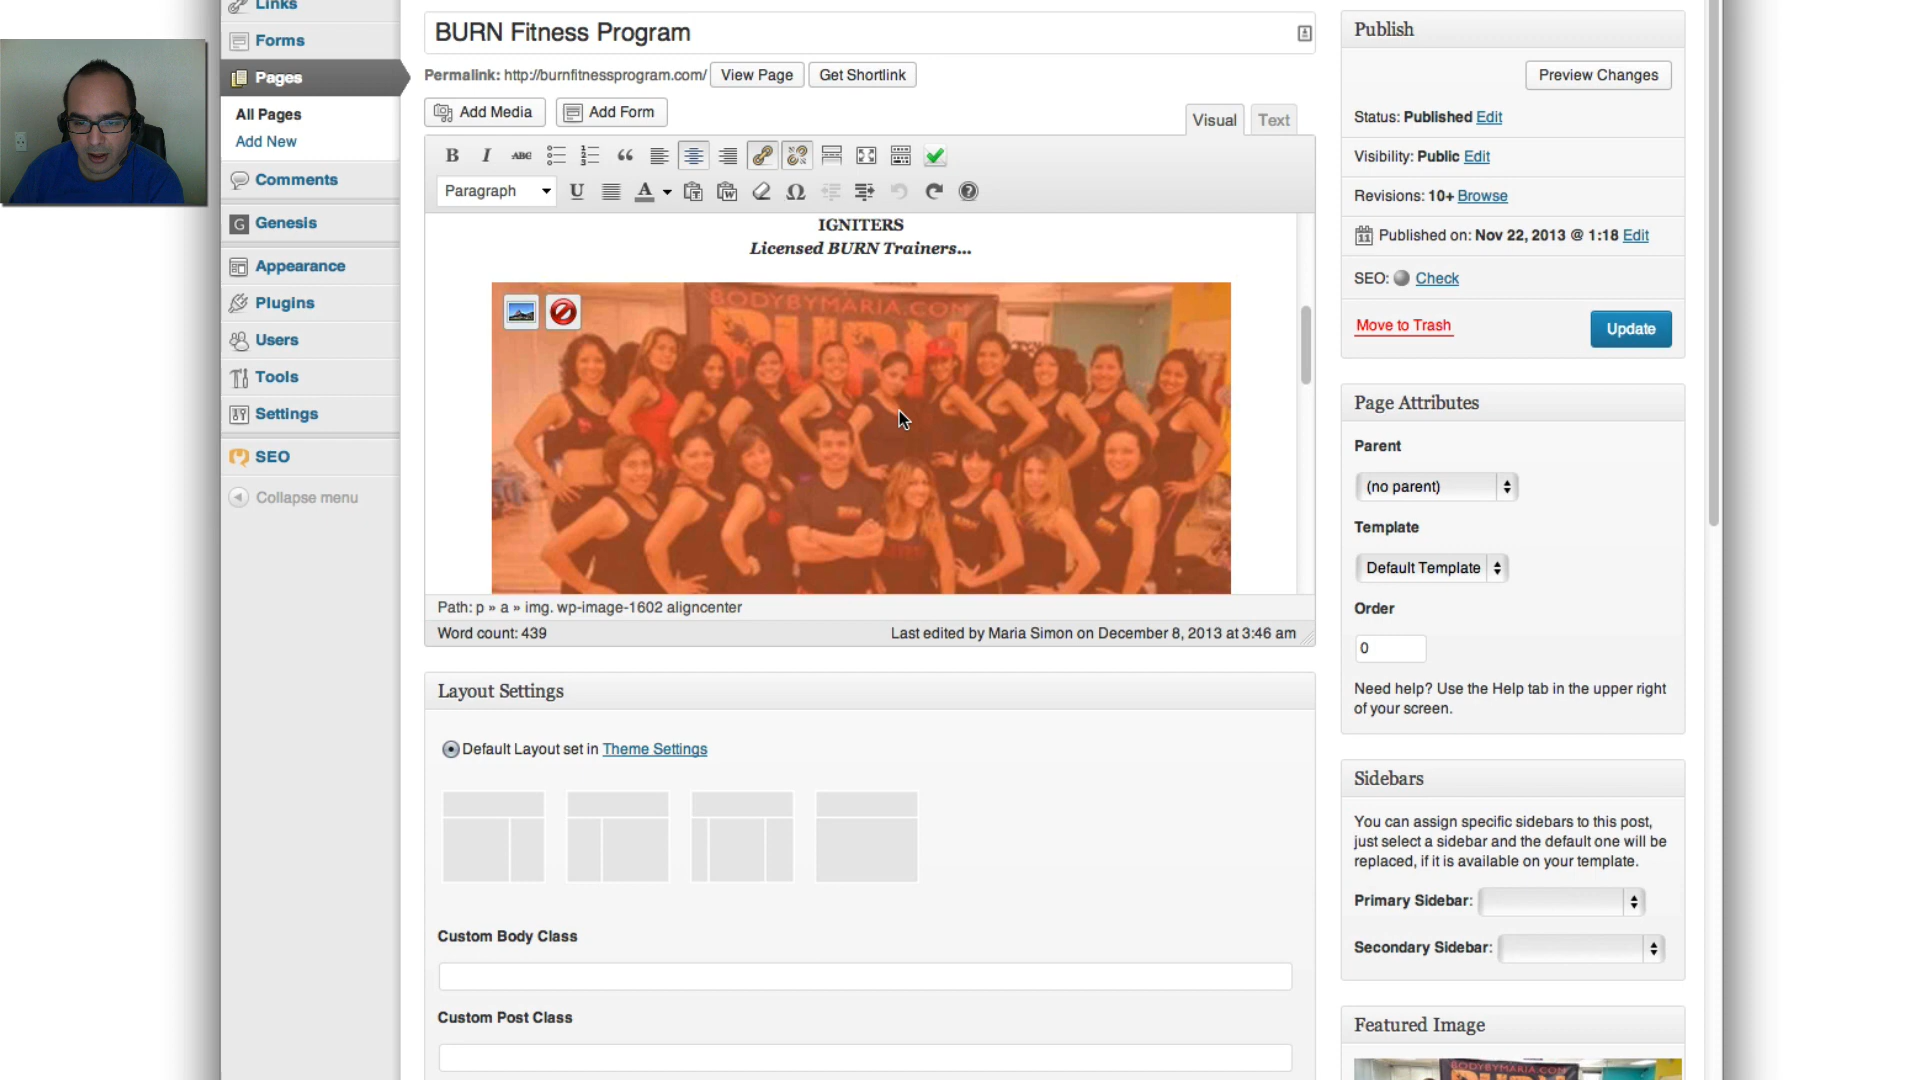 Links
Forms
Pages
All Pages
Add New
Comments
Genesis
Appearance
Plugins
Users
Tools
Settings
SEO
Collapse menu
BURN Fitness Program
Permalink: http://burnfitnessprogram.com/ View Page Get Shortlink
Add Media Add Form
Visual Text
B I ABC
Paragraph U A Ω
IGNITERS
Licensed BURN Trainers...
BODYBYMARIA.COM
BURN
Path: p » a » img. wp-image-1602 aligncenter
Word count: 439 Last edited by Maria Simon on December 8, 2013 at 3:46 am
Layout Settings
Default Layout set in Theme Settings
Custom Body Class
Custom Post Class
Publish
Preview Changes
Status: Published Edit
Visibility: Public Edit
Revisions: 10+ Browse
11 Published on: Nov 22, 2013 @ 1:18 Edit
SEO: Check
Move to Trash Update
Page Attributes
Parent
(no parent)
Template
Default Template
Order
0
Need help? Use the Help tab in the upper right
of your screen.
Sidebars
You can assign specific sidebars to this post,
just select a sidebar and the default one will be
replaced, if it is available on your template.
Primary Sidebar:
Secondary Sidebar:
Featured Image
BODYBYMARIA.COM